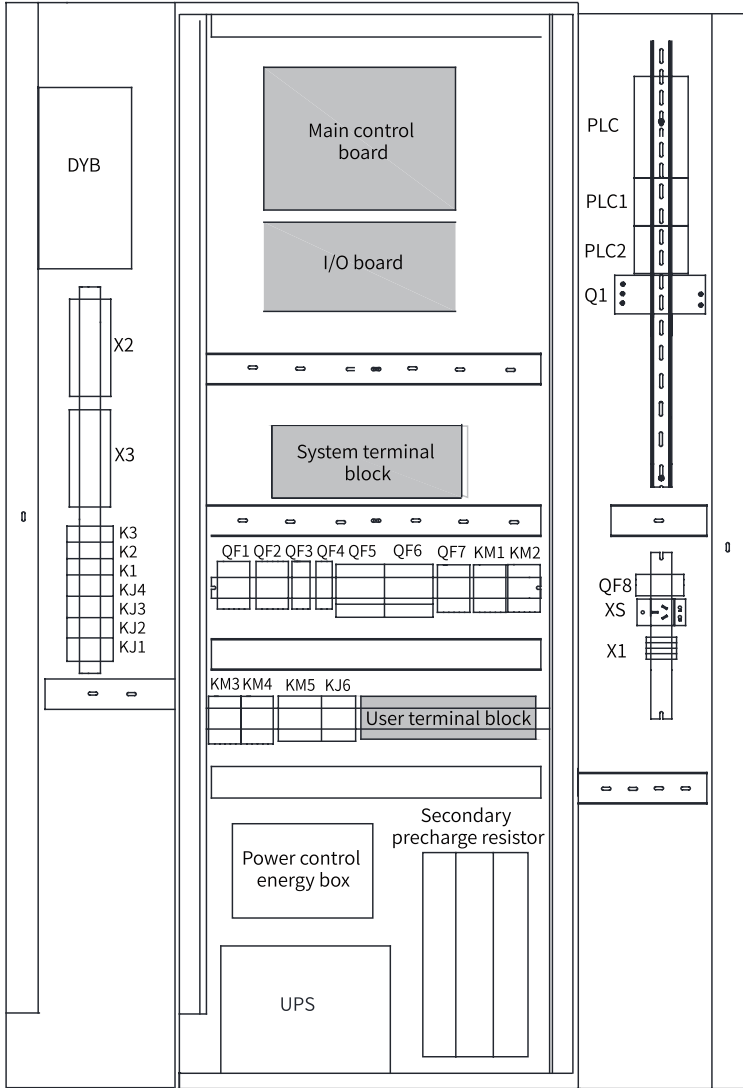 DYB
X2
X3
K3
K2
K1
KJ4
KJ3
KJ2
KJ1
Main control
board
I/O board
System terminal
block
QF1 QF2 QF3 QF4 QF5 QF6 QF7 KM1 KM2
KM3 KM4 KM5 KJ6
User terminal block
Power control
energy box
Secondary
precharge resistor
UPS
PLC
PLC1
PLC2
Q1
QF8
XS
X1